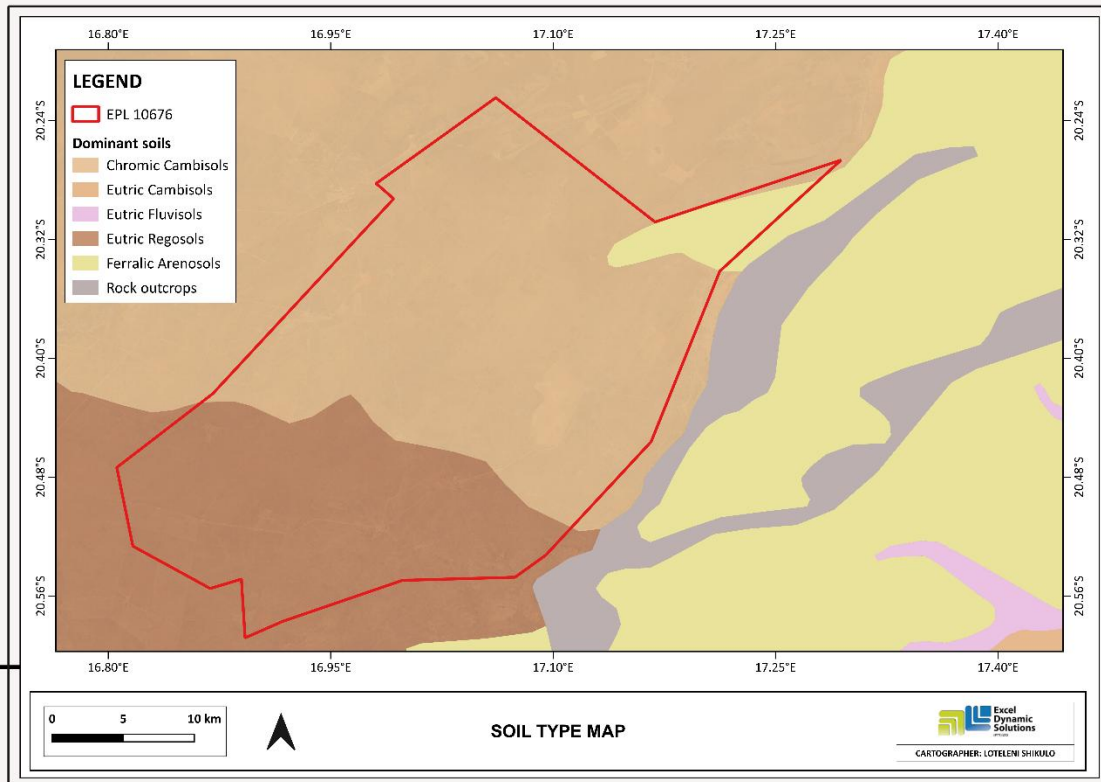 16.80°E 16.95°E 17.10°E 17.25°E 17.40°E
LEGEND
EPL 10676
Dominant soils
Chromic Cambisols
Eutric Cambisols
Eutric Fluvisols
Eutric Regosols
Ferralic Arenosols
Rock outcrops
20.24°S 20.24°S
20.32°S 20.32°S
20.40°S 20.40°S
20.48°S 20.48°S
20.56°S 20.56°S
16.80°E 16.95°E 17.10°E 17.25°E 17.40°E
0 5 10 km
SOIL TYPE MAP
Excel
Dynamic
Solutions
CARTOGRAPHER: LOTELENI SHIKULO